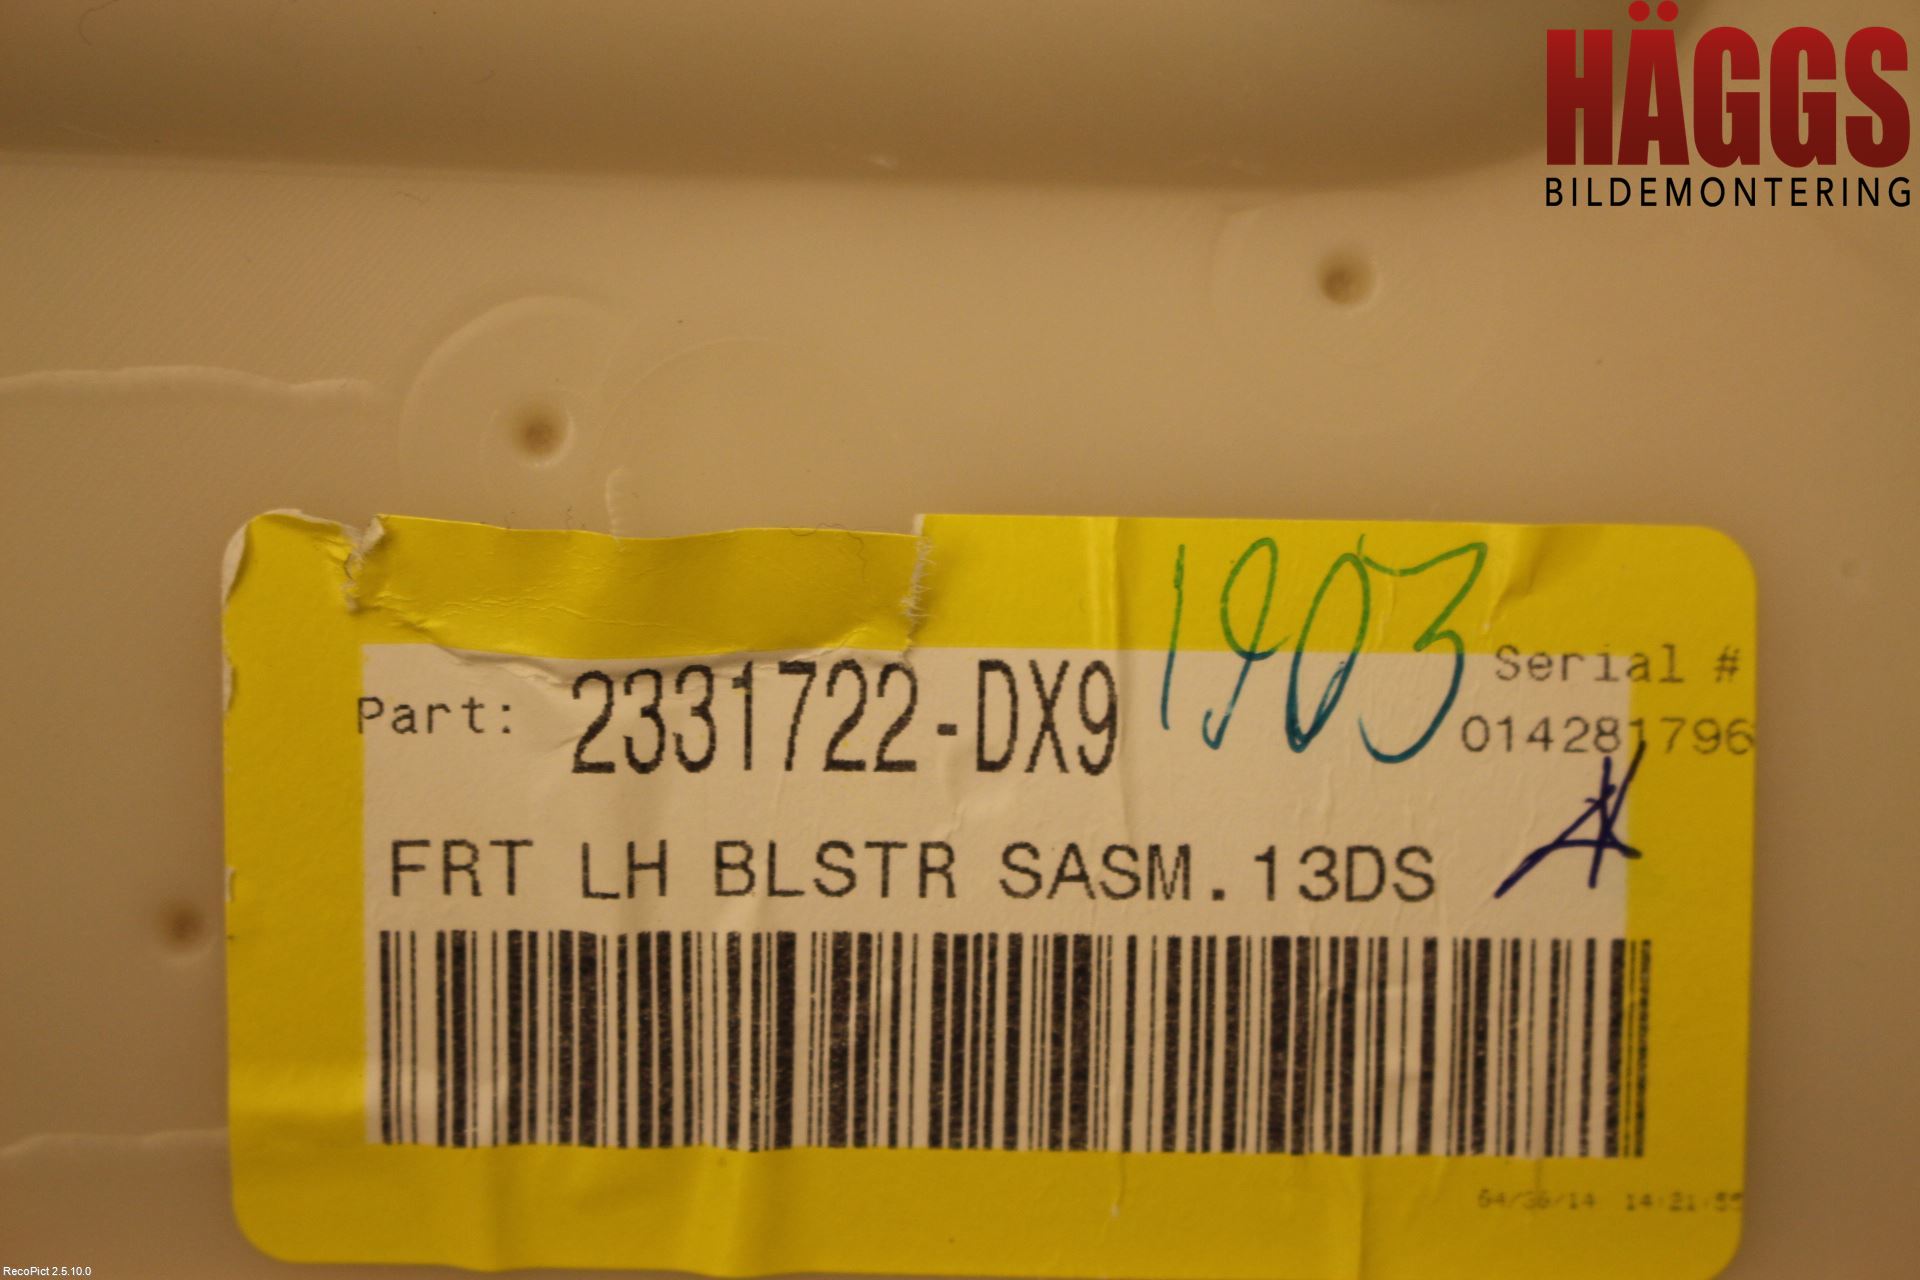 HÄGGS
BILDEMONTERING
1903
Serial #
Part: 2331722-DX9
014281796
FRT LH BLSTR SASM.13DS
RecoPict 2.5.10.0